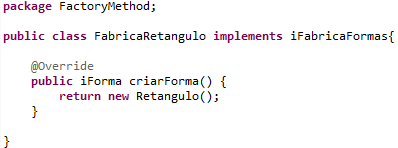 package FactoryMethod;
public class FabricaRetangulo implements iFabricaFormas{
@Override
public iForma criarForma() {
return new Retangulo();
}
}